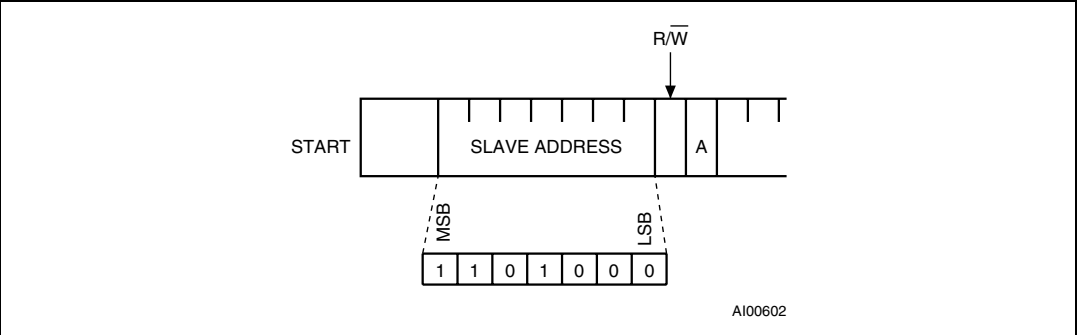 R/W̅
START
SLAVE ADDRESS
A
MSB
LSB
1 1 0 1 0 0 0
AI00602